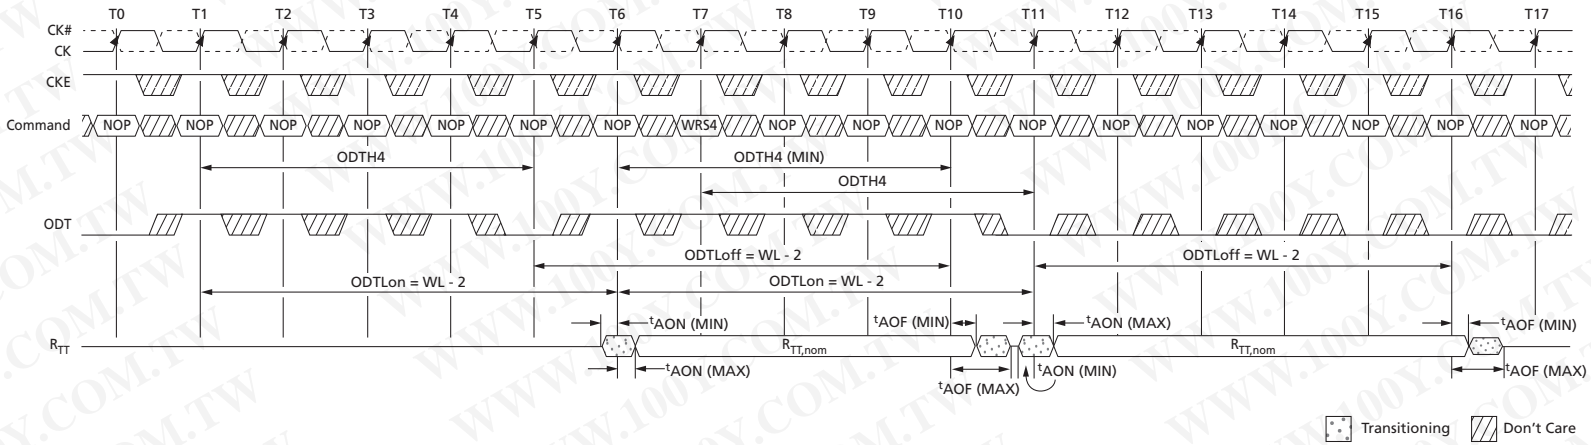 T0 T1 T2 T3 T4 T5 T6 T7 T8 T9 T10 T11 T12 T13 T14 T15 T16 T17
CK#
CK
CKE
Command NOP NOP NOP NOP NOP NOP NOP WRS4 NOP NOP NOP NOP NOP NOP NOP NOP NOP NOP
ODTH4 ODTH4 (MIN)
ODTH4
ODT
ODTLoff = WL - 2 ODTLoff = WL - 2
ODTLon = WL - 2 ODTLon = WL - 2
tAON (MIN) tAOF (MIN) tAON (MAX) tAOF (MIN)
RTT RTT,nom RTT,nom
tAON (MAX) tAON (MIN) tAOF (MAX)
tAOF (MAX)
Transitioning Don't Care
WWW.100Y.COM.TW